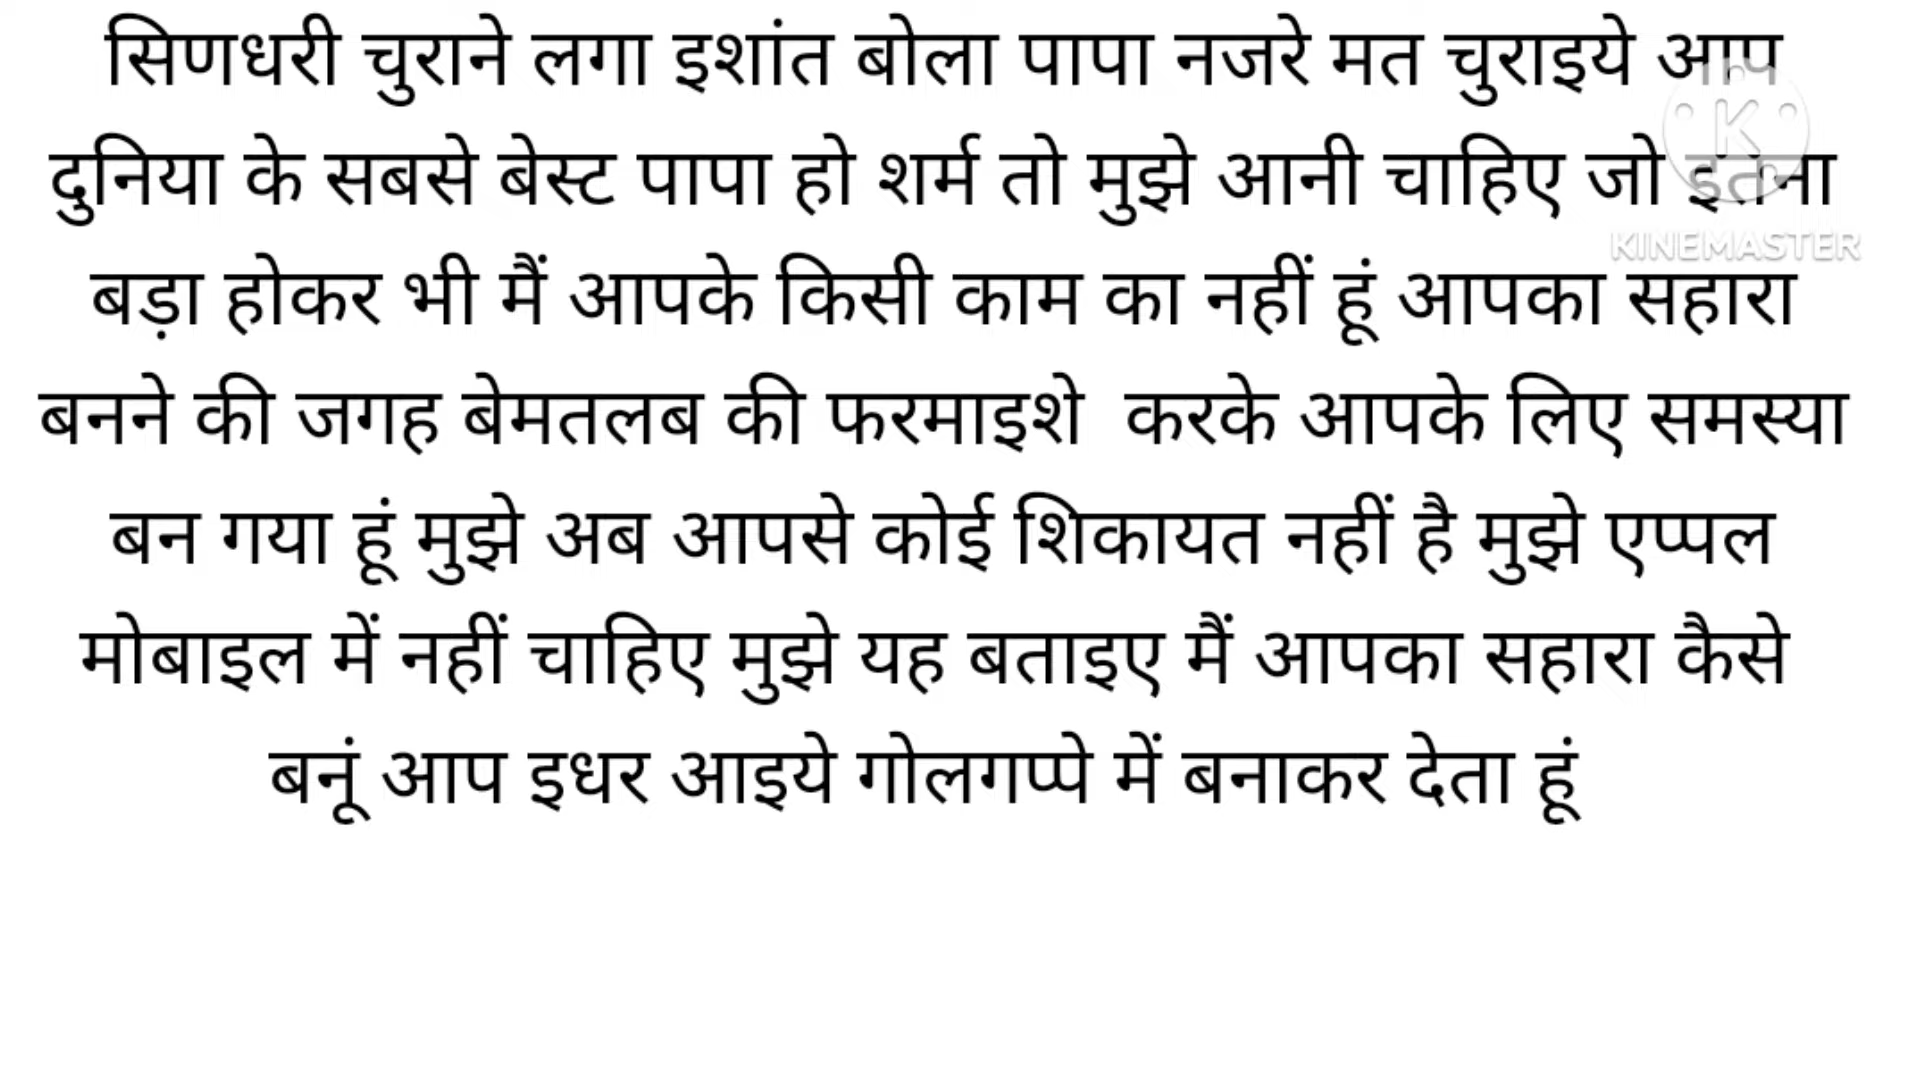 सिणधरी चुराने लगा इशांत बोला पापा नजरे मत चुराइये आप
दुनिया के सबसे बेस्ट पापा हो शर्म तो मुझे आनी चाहिए जो इतना
बड़ा होकर भी मैं आपके किसी काम का नहीं हूं आपका सहारा
बनने की जगह बेमतलब की फरमाइशे करके आपके लिए समस्या
बन गया हूं मुझे अब आपसे कोई शिकायत नहीं है मुझे एप्पल
मोबाइल में नहीं चाहिए मुझे यह बताइए मैं आपका सहारा कैसे
बनूं आप इधर आइये गोलगप्पे में बनाकर देता हूं
K
KINEMASTER